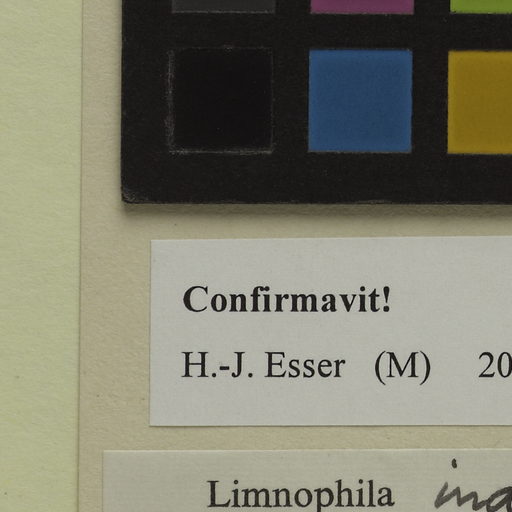 Confirmavit!
H.-J. Esser (M) 20
Limnophila